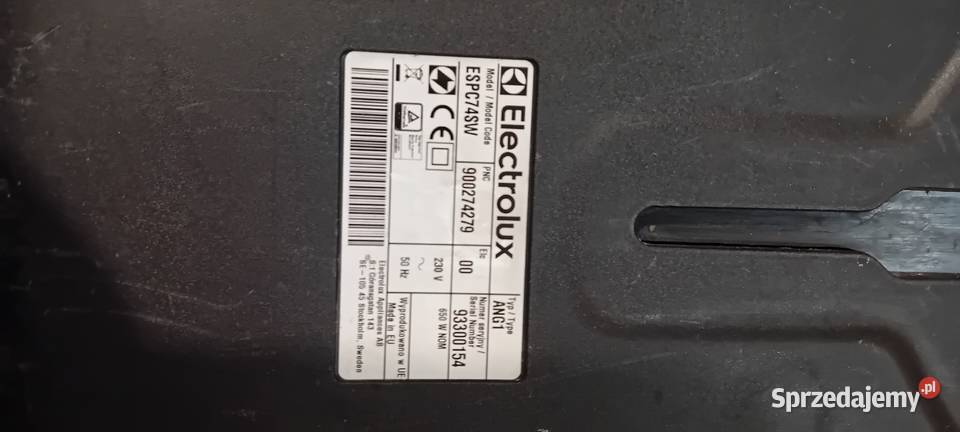 Electrolux
Typ / Type
ANG1
Model / Model Code
ESPC74SW
PNC
900274279
Elc
00
Numer seryjny /
Serial Number
93300154
230 V
50 Hz
650 W NOM
Wyprodukowano w UE
Made in EU
Electrolux Appliances AB
S:t Göransgatan 143
SE-105 45 Stockholm, Sweden
CE
Sprzedajemy.pl